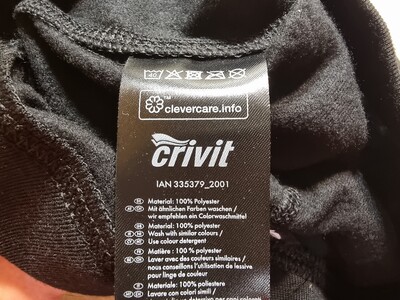 TM
clevercare.info
crivit
IAN 335379_2001
Material: 100% Polyester
Mit ähnlichen Farben waschen /
wir empfehlen ein Colorwaschmittel
Material: 100% Polyester
Wash with similar colours /
Use colour detergent
Matière : 100% polyester
Laver avec des couleurs similaires /
nous conseillons l'utilisation de lessive
pour linge de couleur
Materiale: 100% poliestere
Lavare con colori simili /